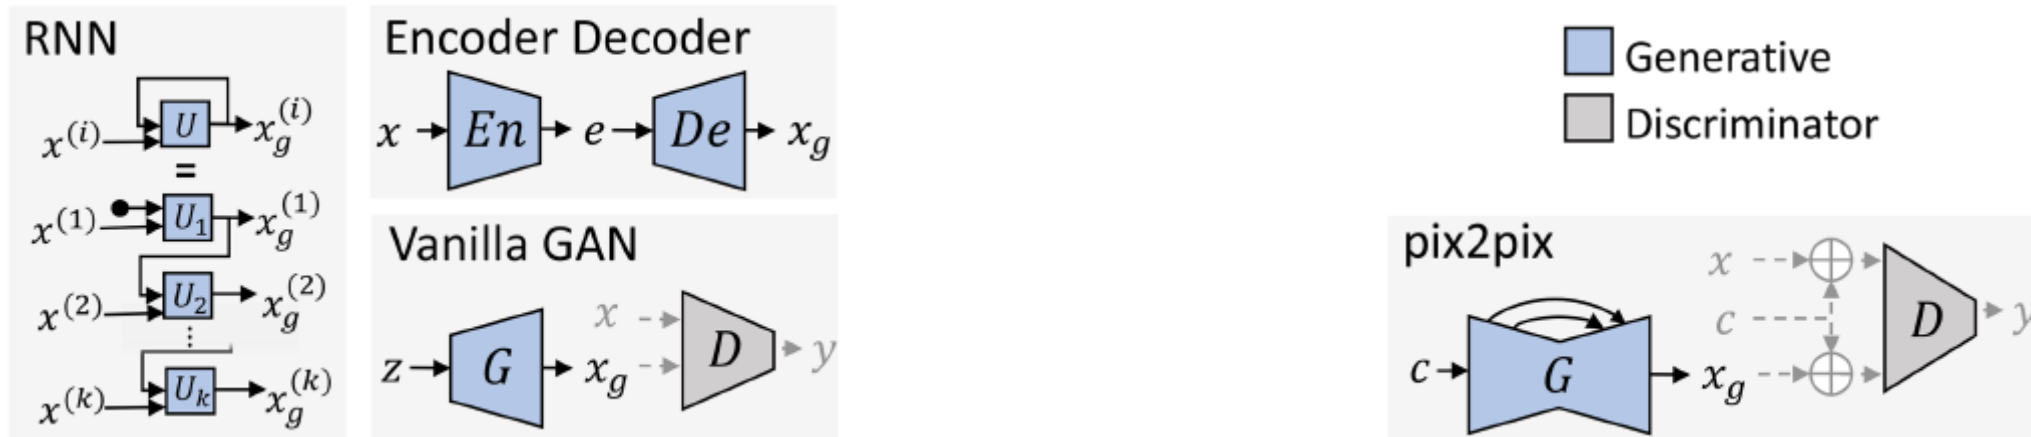 RNN
x^(i) U x_g^(i)
=
x^(1) U_1 x_g^(1)
x^(2) U_2 x_g^(2)
⋮
x^(k) U_k x_g^(k)
Encoder Decoder
x En e De x_g
Vanilla GAN
z G x_g x D y
Generative
Discriminator
pix2pix
x
c
c G x_g D y